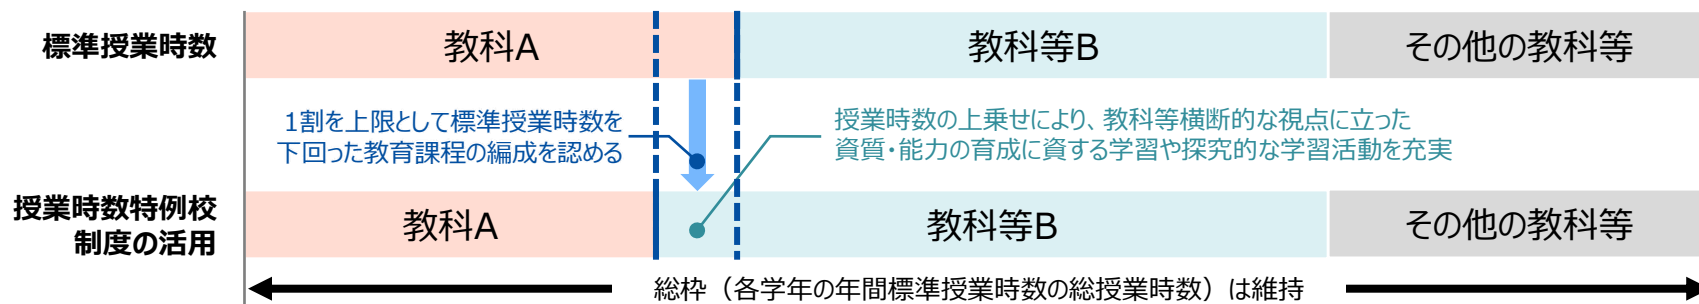 標準授業時数
教科A
教科等B
その他の教科等
1割を上限として標準授業時数を
下回った教育課程の編成を認める
授業時数の上乗せにより、教科等横断的な視点に立った
資質・能力の育成に資する学習や探究的な学習活動を充実
授業時数特例校
制度の活用
教科A
教科等B
その他の教科等
総枠（各学年の年間標準授業時数の総授業時数）は維持